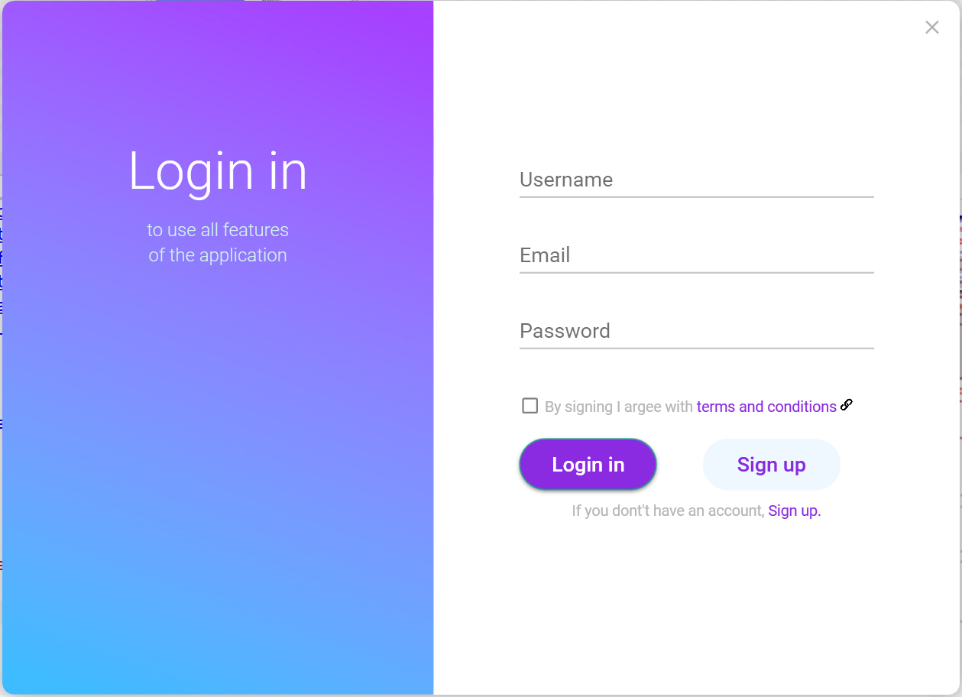 Login in
to use all features
of the application
Username
Email
Password
By signing I argee with terms and conditions
Login in
Sign up
If you dont't have an account, Sign up.